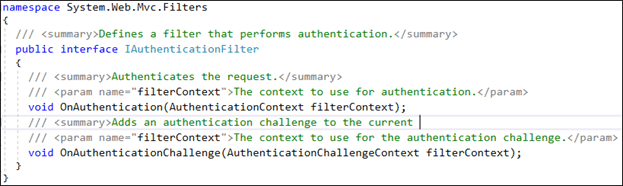 namespace System.Web.Mvc.Filters
{
/// <summary>Defines a filter that performs authentication.</summary>
public interface IAuthenticationFilter
{
/// <summary>Authenticates the request.</summary>
/// <param name="filterContext">The context to use for authentication.</param>
void OnAuthentication(AuthenticationContext filterContext);
/// <summary>Adds an authentication challenge to the current
/// <param name="filterContext">The context to use for the authentication challenge.</param>
void OnAuthenticationChallenge(AuthenticationChallengeContext filterContext);
}
}